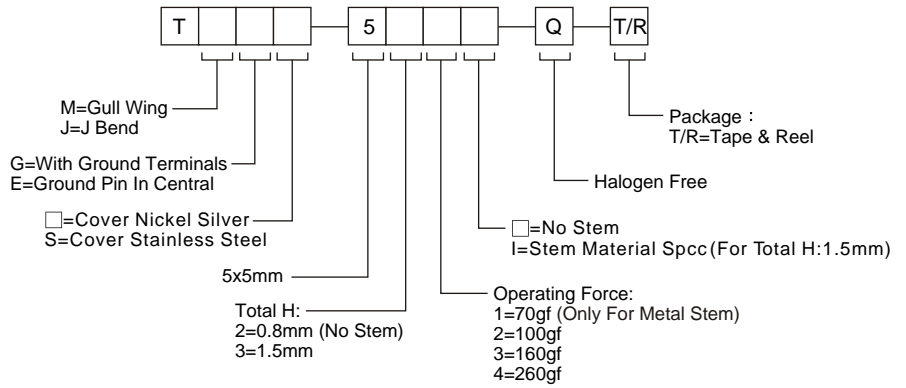 T □ □ □ — 5 □ □ □ — Q — T/R
M=Gull Wing
J=J Bend
G=With Ground Terminals
E=Ground Pin In Central
□=Cover Nickel Silver
S=Cover Stainless Steel
5x5mm
Total H:
2=0.8mm (No Stem)
3=1.5mm
Operating Force:
1=70gf (Only For Metal Stem)
2=100gf
3=160gf
4=260gf
□=No Stem
I=Stem Material Spcc(For Total H:1.5mm)
Halogen Free
Package：
T/R=Tape & Reel